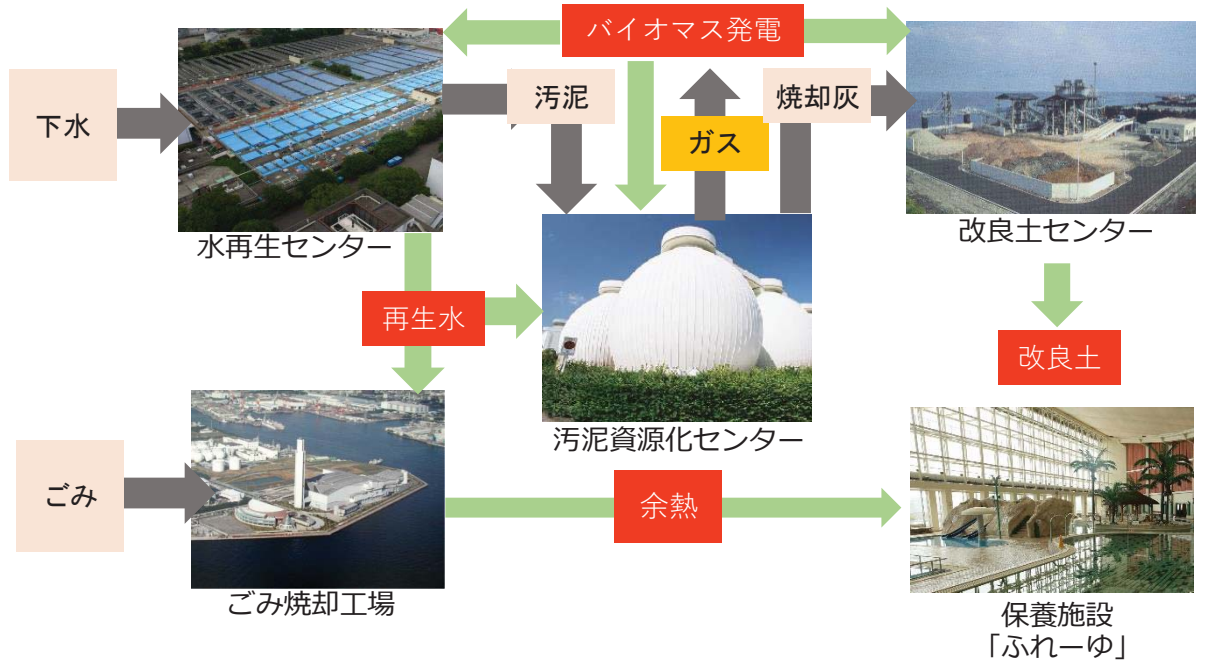 バイオマス発電
下水
汚泥
焼却灰
ガス
水再生センター
改良土センター
再生水
改良土
汚泥資源化センター
ごみ
余熱
ごみ焼却工場
保養施設
「ふれーゆ」